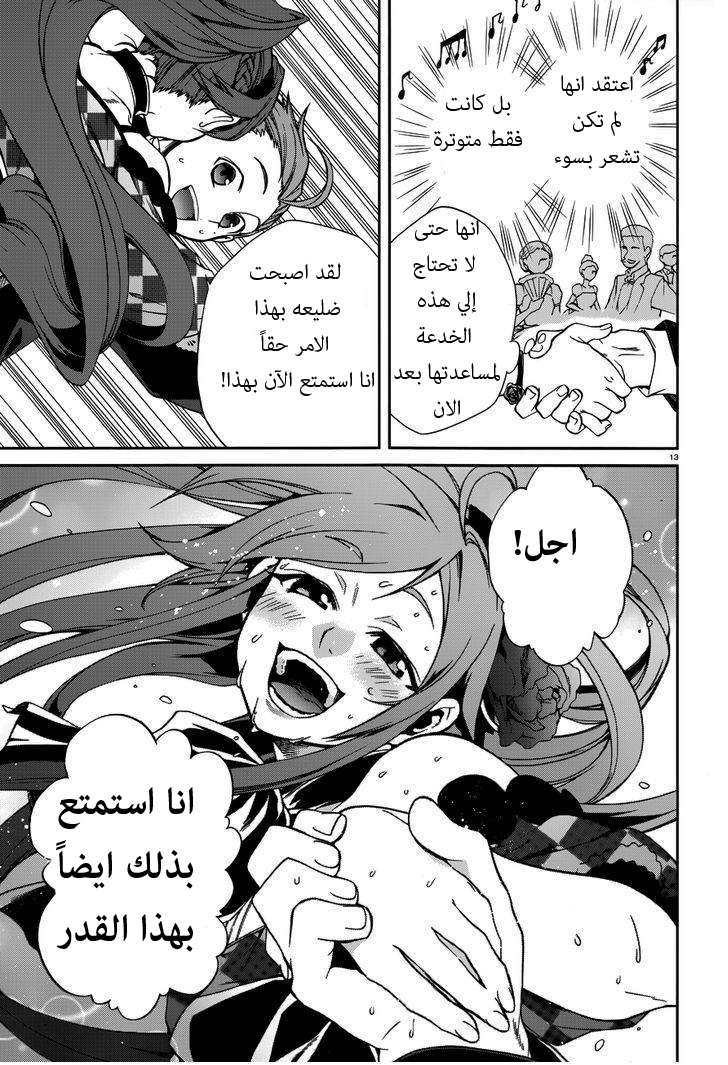 اعتقد انها
لم تكن
تشعر بسوء
بل كانت
فقط متوترة
انها حتى
لا تحتاج
إلي هذه
الخدعة
لمساعدتها بعد
الان
لقد اصبحت
ضليعه بهذا
الامر حقاً
انا استمتع الآن بهذا!
13
اجل!
انا استمتع
بذلك ايضاً
بهذا القدر